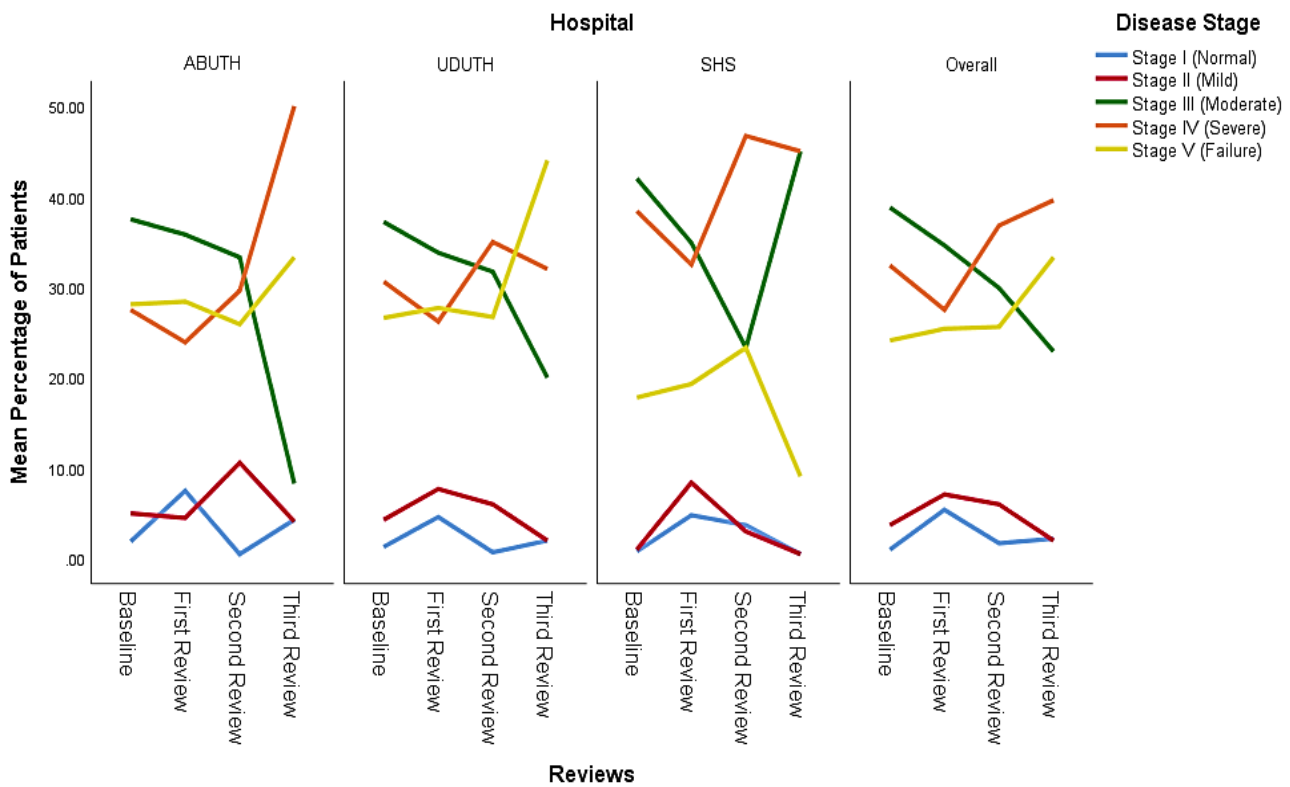 Hospital
Disease Stage
ABUTH
UDUTH
SHS
Overall
Stage I (Normal)
Stage II (Mild)
Stage III (Moderate)
Stage IV (Severe)
Stage V (Failure)
Mean Percentage of Patients
50.00
40.00
30.00
20.00
10.00
.00
Baseline
First Review
Second Review
Third Review
Baseline
First Review
Second Review
Third Review
Baseline
First Review
Second Review
Third Review
Baseline
First Review
Second Review
Third Review
Reviews